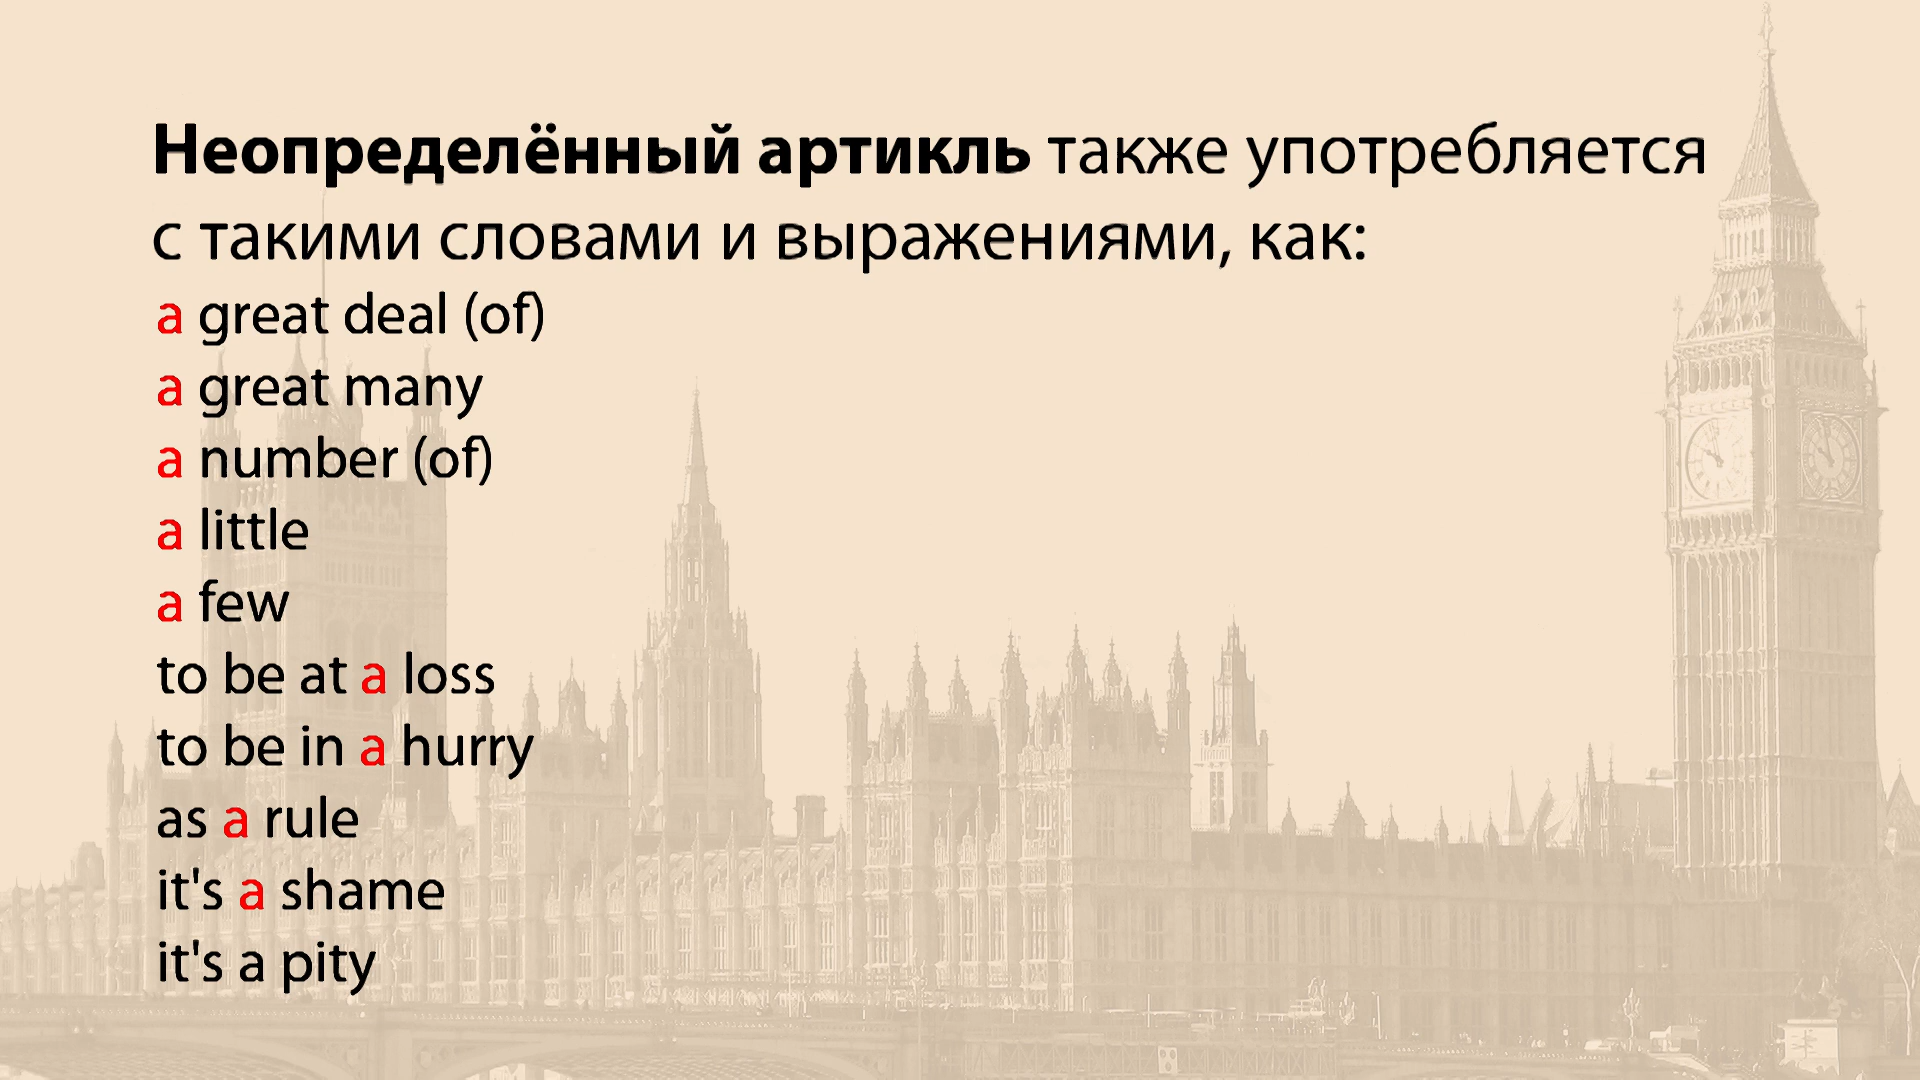 Неопределённый артикль также употребляется
с такими словами и выражениями, как:
a great deal (of)
a great many
a number (of)
a little
a few
to be at a loss
to be in a hurry
as a rule
it's a shame
it's a pity